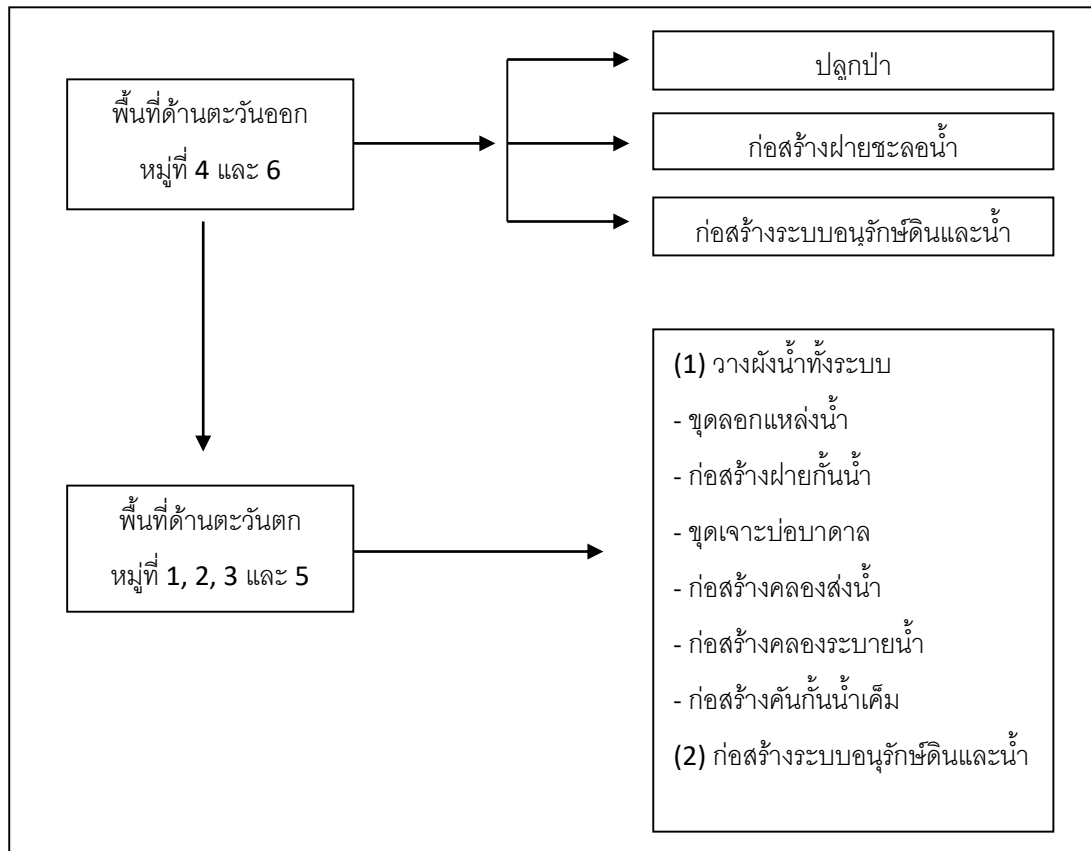 พื้นที่ด้านตะวันออก
หมู่ที่ 4 และ 6
ปลูกป่า
ก่อสร้างฝายชะลอน้ำ
ก่อสร้างระบบอนุรักษ์ดินและน้ำ
พื้นที่ด้านตะวันตก
หมู่ที่ 1, 2, 3 และ 5
(1) วางผังน้ำทั้งระบบ
- ขุดลอกแหล่งน้ำ
- ก่อสร้างฝายกั้นน้ำ
- ขุดเจาะบ่อบาดาล
- ก่อสร้างคลองส่งน้ำ
- ก่อสร้างคลองระบายน้ำ
- ก่อสร้างคันกั้นน้ำเค็ม
(2) ก่อสร้างระบบอนุรักษ์ดินและน้ำ